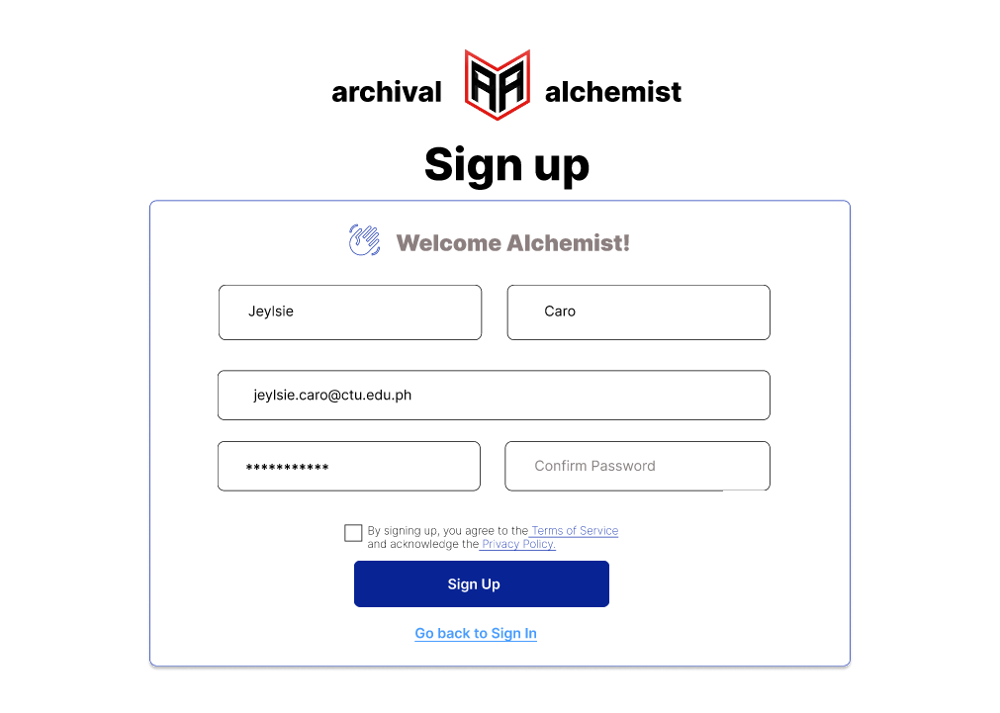 archival AA alchemist
Sign up
Welcome Alchemist!
Jeylsie Caro
jeylsie.caro@ctu.edu.ph
*********** Confirm Password
By signing up, you agree to the Terms of Service
and acknowledge the Privacy Policy.
Sign Up
Go back to Sign In